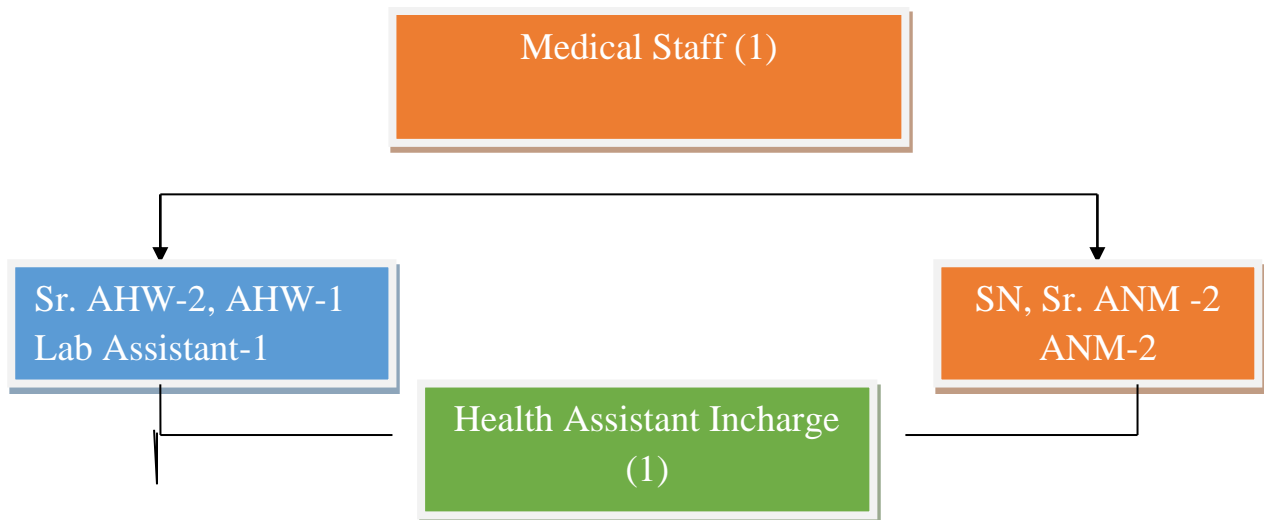 Medical Staff (1)
Sr. AHW-2, AHW-1
Lab Assistant-1
SN, Sr. ANM -2
ANM-2
Health Assistant Incharge
(1)